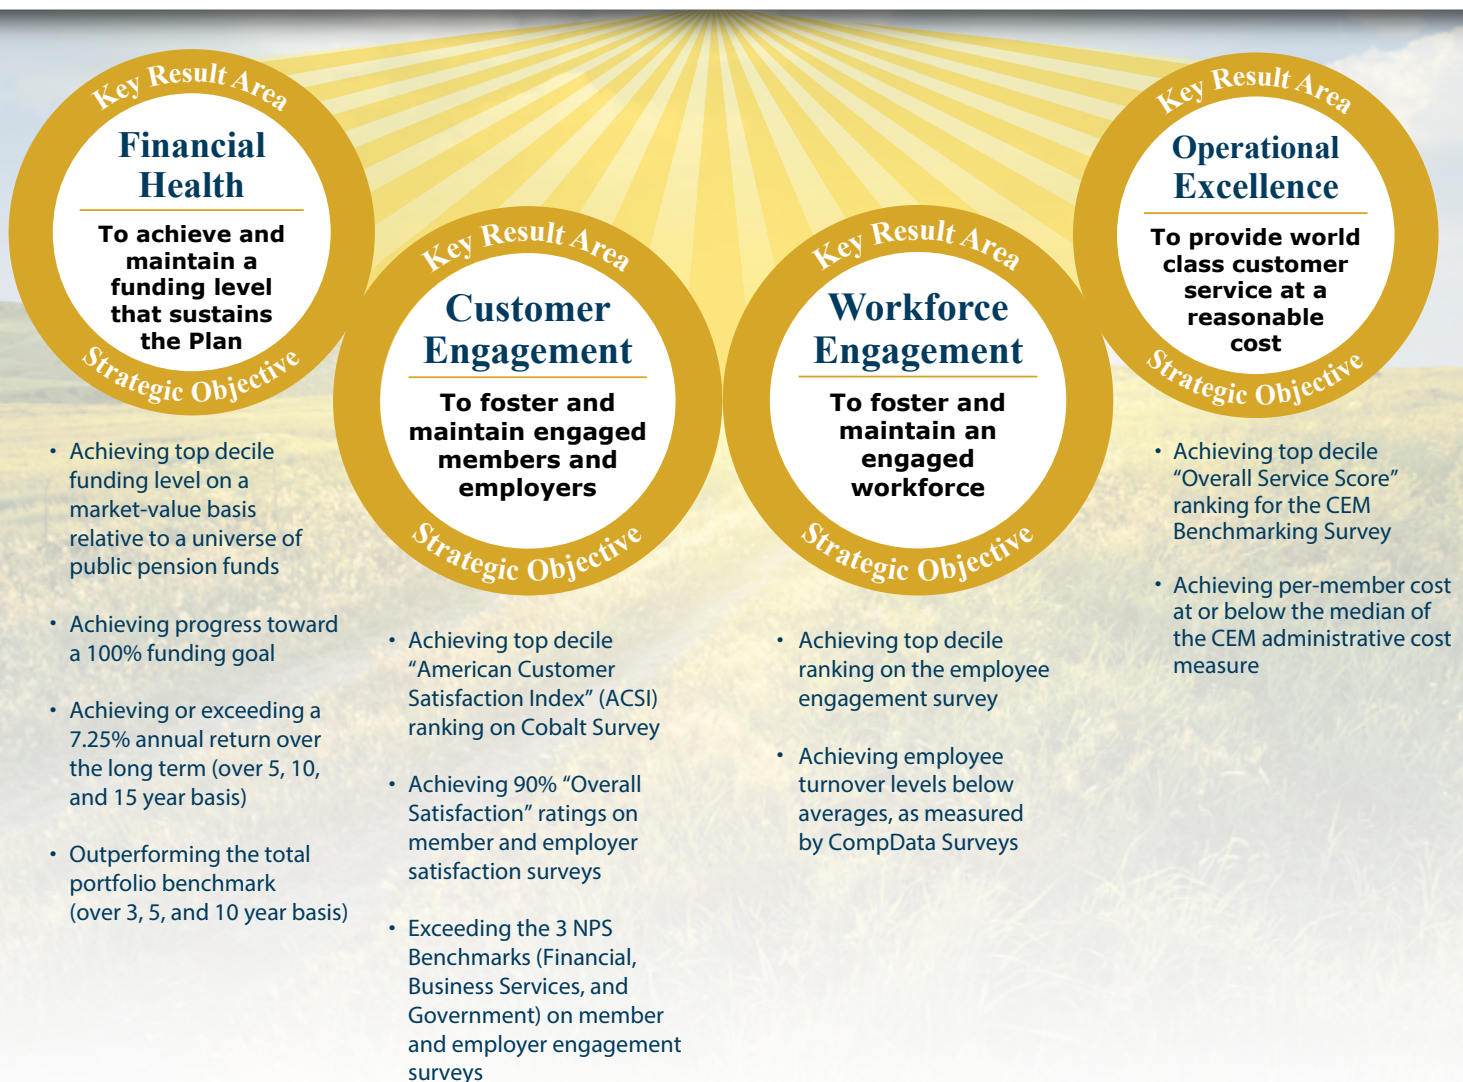 Key Result Area
Financial
Health
To achieve and
maintain a
funding level
that sustains
the Plan
Strategic Objective
• Achieving top decile
funding level on a
market-value basis
relative to a universe of
public pension funds
• Achieving progress toward
a 100% funding goal
• Achieving or exceeding a
7.25% annual return over
the long term (over 5, 10,
and 15 year basis)
• Outperforming the total
portfolio benchmark
(over 3, 5, and 10 year basis)
Key Result Area
Customer
Engagement
To foster and
maintain engaged
members and
employers
Strategic Objective
• Achieving top decile
“American Customer
Satisfaction Index” (ACSI)
ranking on Cobalt Survey
• Achieving 90% “Overall
Satisfaction” ratings on
member and employer
satisfaction surveys
• Exceeding the 3 NPS
Benchmarks (Financial,
Business Services, and
Government) on member
and employer engagement
surveys
Key Result Area
Workforce
Engagement
To foster and
maintain an
engaged
workforce
Strategic Objective
• Achieving top decile
ranking on the employee
engagement survey
• Achieving employee
turnover levels below
averages, as measured
by CompData Surveys
Key Result Area
Operational
Excellence
To provide world
class customer
service at a
reasonable
cost
Strategic Objective
• Achieving top decile
“Overall Service Score”
ranking for the CEM
Benchmarking Survey
• Achieving per-member cost
at or below the median of
the CEM administrative cost
measure